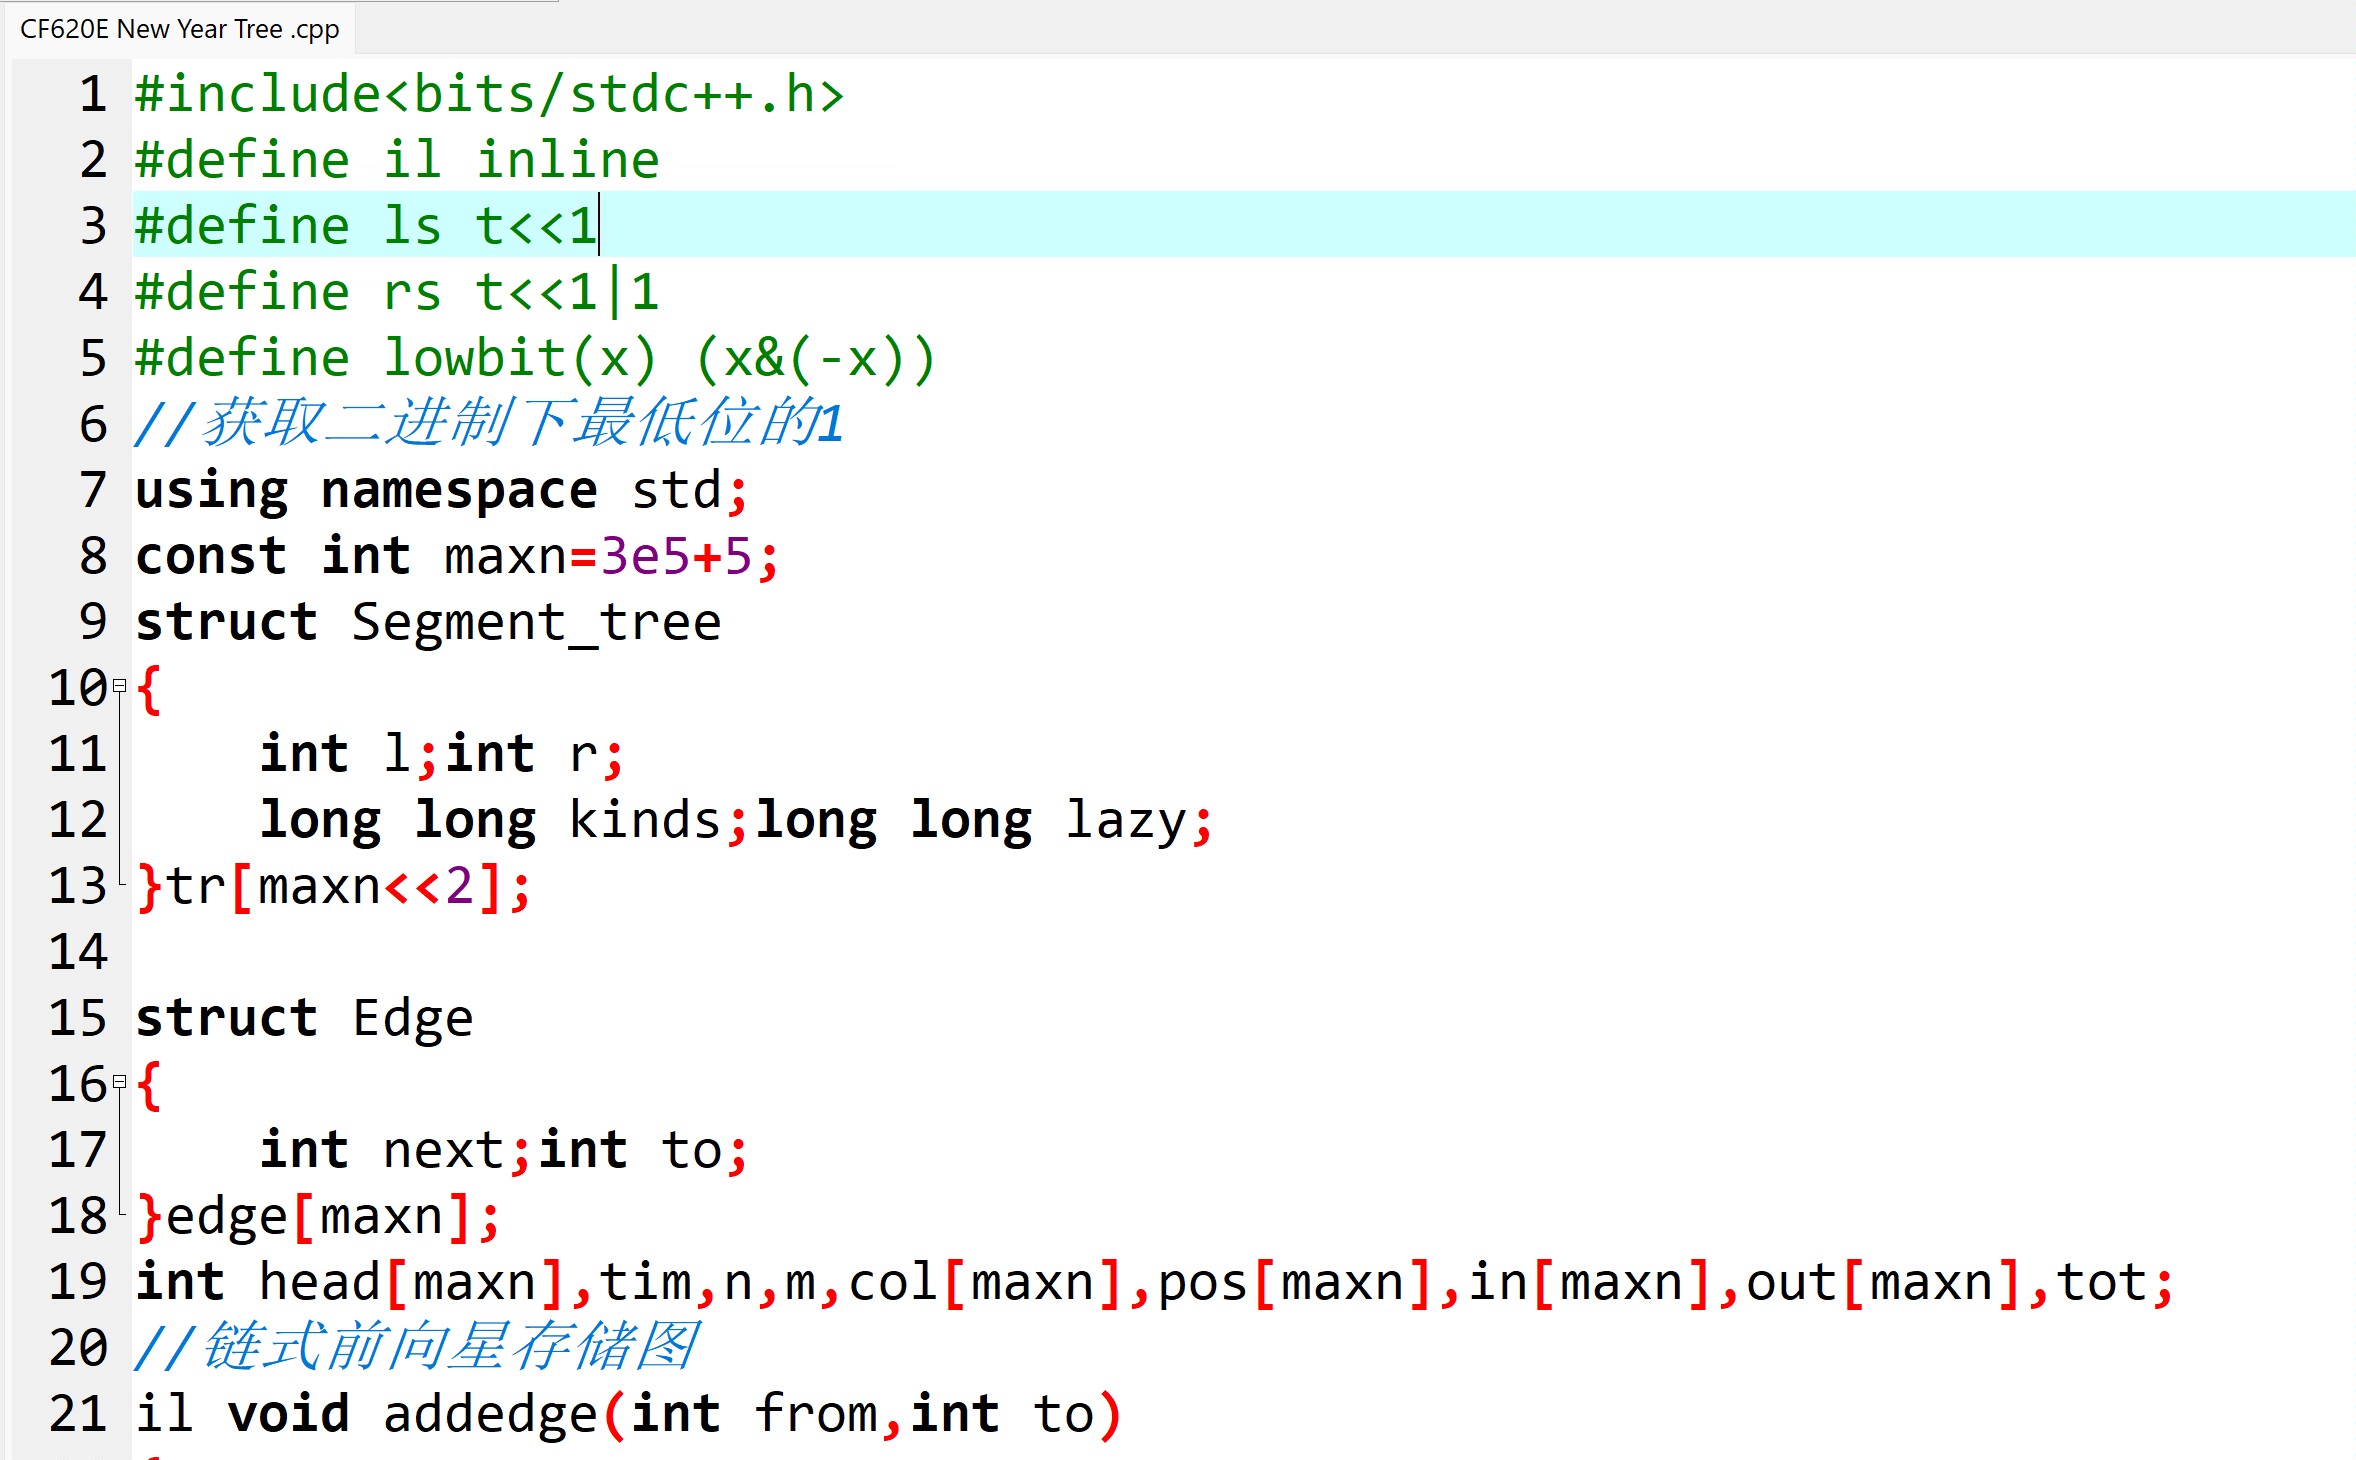 CF620E New Year Tree .cpp
1 #include<bits/stdc++.h>
2 #define il inline
3 #define ls t<<1
4 #define rs t<<1|1
5 #define lowbit(x) (x&(-x))
6 //获取二进制下最低位的1
7 using namespace std;
8 const int maxn=3e5+5;
9 struct Segment_tree
10 {
11     int l;int r;
12     long long kinds;long long lazy;
13 }tr[maxn<<2];
14
15 struct Edge
16 {
17     int next;int to;
18 }edge[maxn];
19 int head[maxn],tim,n,m,col[maxn],pos[maxn],in[maxn],out[maxn],tot;
20 //链式前向星存储图
21 il void addedge(int from,int to)